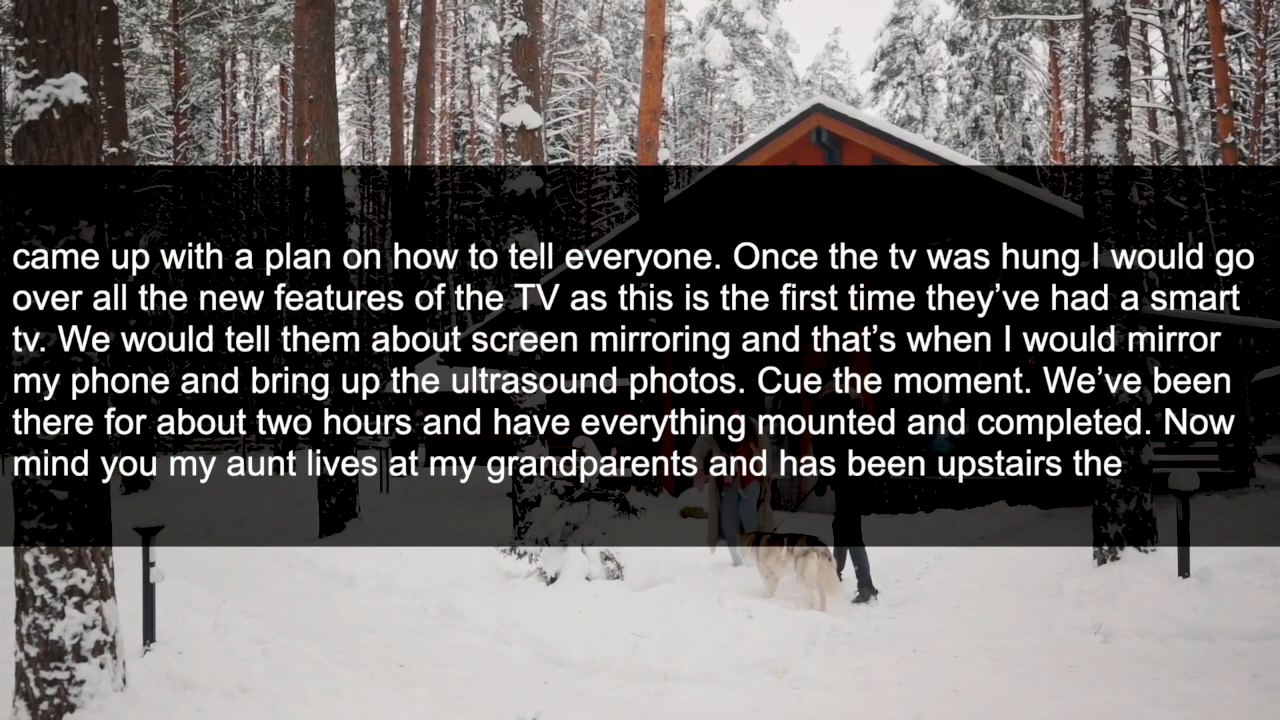 came up with a plan on how to tell everyone. Once the tv was hung I would go
over all the new features of the TV as this is the first time they’ve had a smart
tv. We would tell them about screen mirroring and that’s when I would mirror
my phone and bring up the ultrasound photos. Cue the moment. We’ve been
there for about two hours and have everything mounted and completed. Now
mind you my aunt lives at my grandparents and has been upstairs the